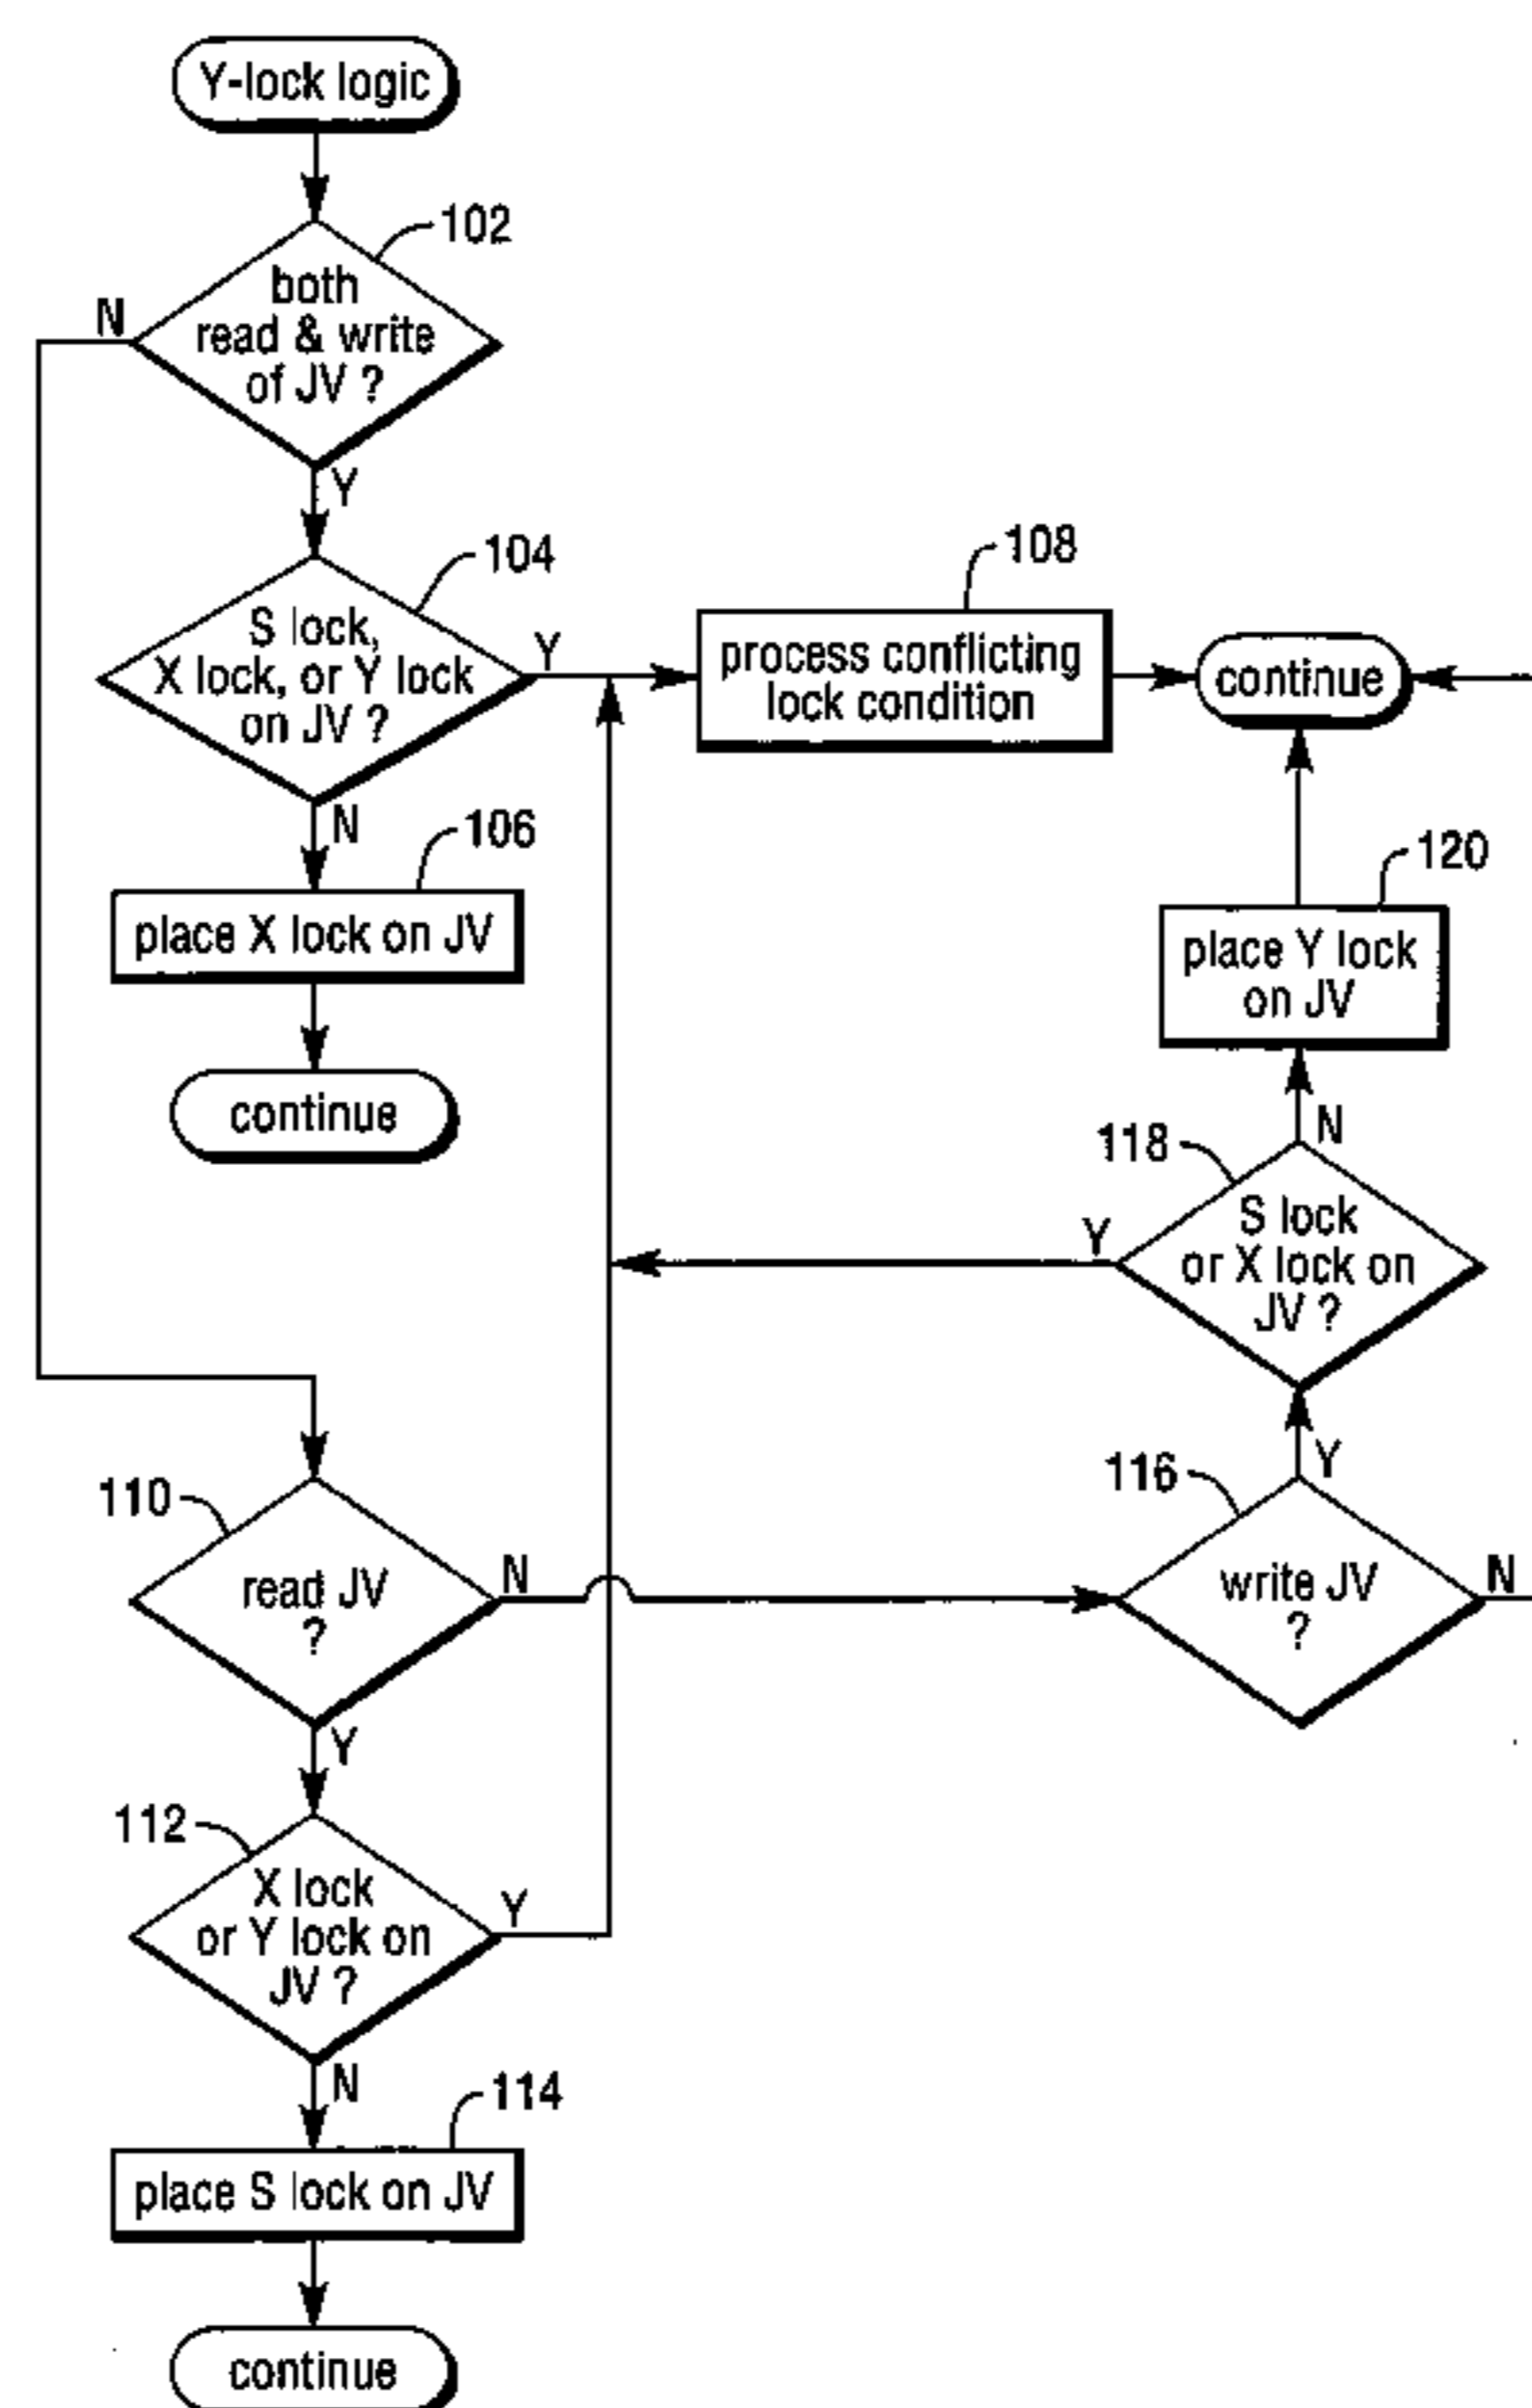 Y-lock logic
102
both
read & write
of JV ?
N
Y
104
S lock,
X lock, or Y lock
on JV ?
Y
N
108
process conflicting
lock condition
continue
106
place X lock on JV
continue
120
place Y lock
on JV
N
118
S lock
or X lock on
JV ?
Y
Y
110
read JV
?
N
Y
116
write JV
?
N
112
X lock
or Y lock on
JV ?
Y
N
114
place S lock on JV
continue